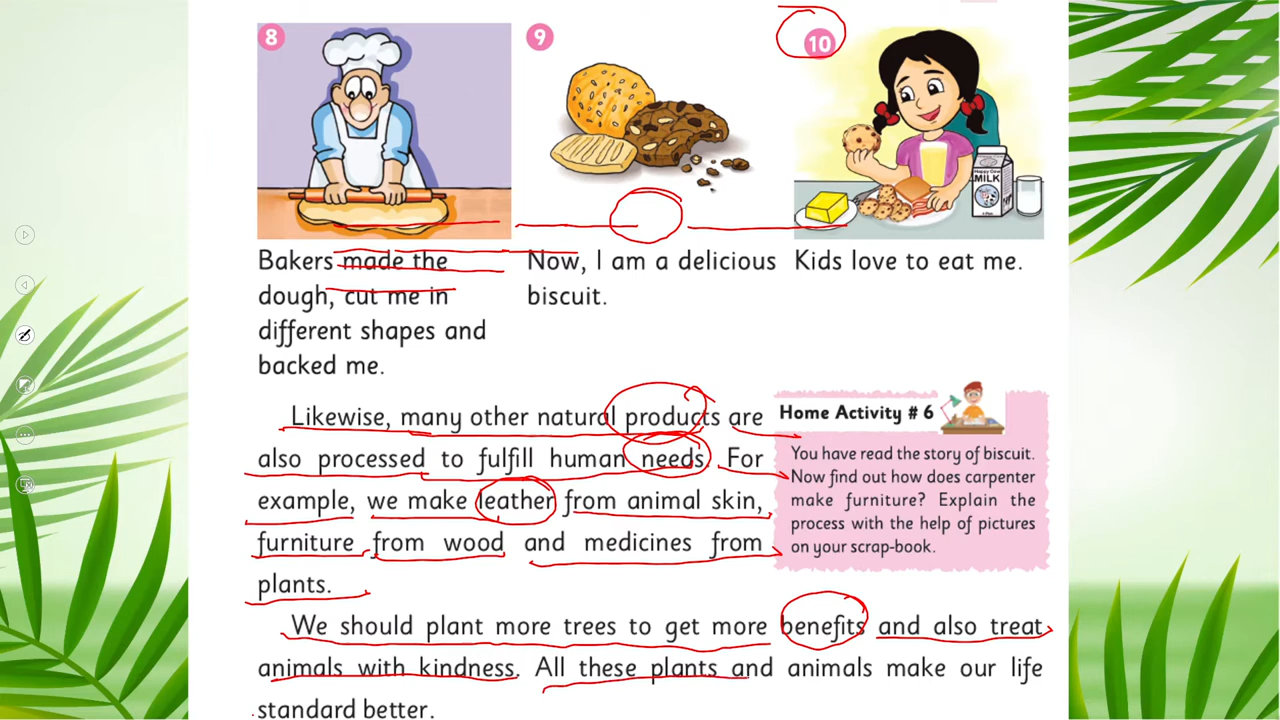 8
9
10
MILK
Bakers made the
dough, cut me in
different shapes and
backed me.
Now, I am a delicious
biscuit.
Kids love to eat me.
Likewise, many other natural products are
also processed to fulfill human needs. For
example, we make leather from animal skin,
furniture from wood and medicines from
plants.
Home Activity # 6
You have read the story of biscuit.
Now find out how does carpenter
make furniture? Explain the
process with the help of pictures
on your scrap-book.
We should plant more trees to get more benefits and also treat
animals with kindness. All these plants and animals make our life
standard better.